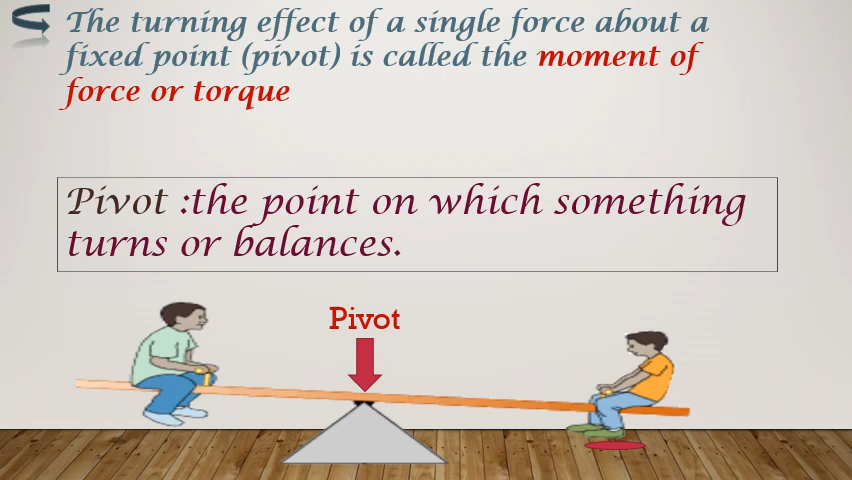 The turning effect of a single force about a
fixed point (pivot) is called the moment of
force or torque
Pivot :the point on which something
turns or balances.
Pivot